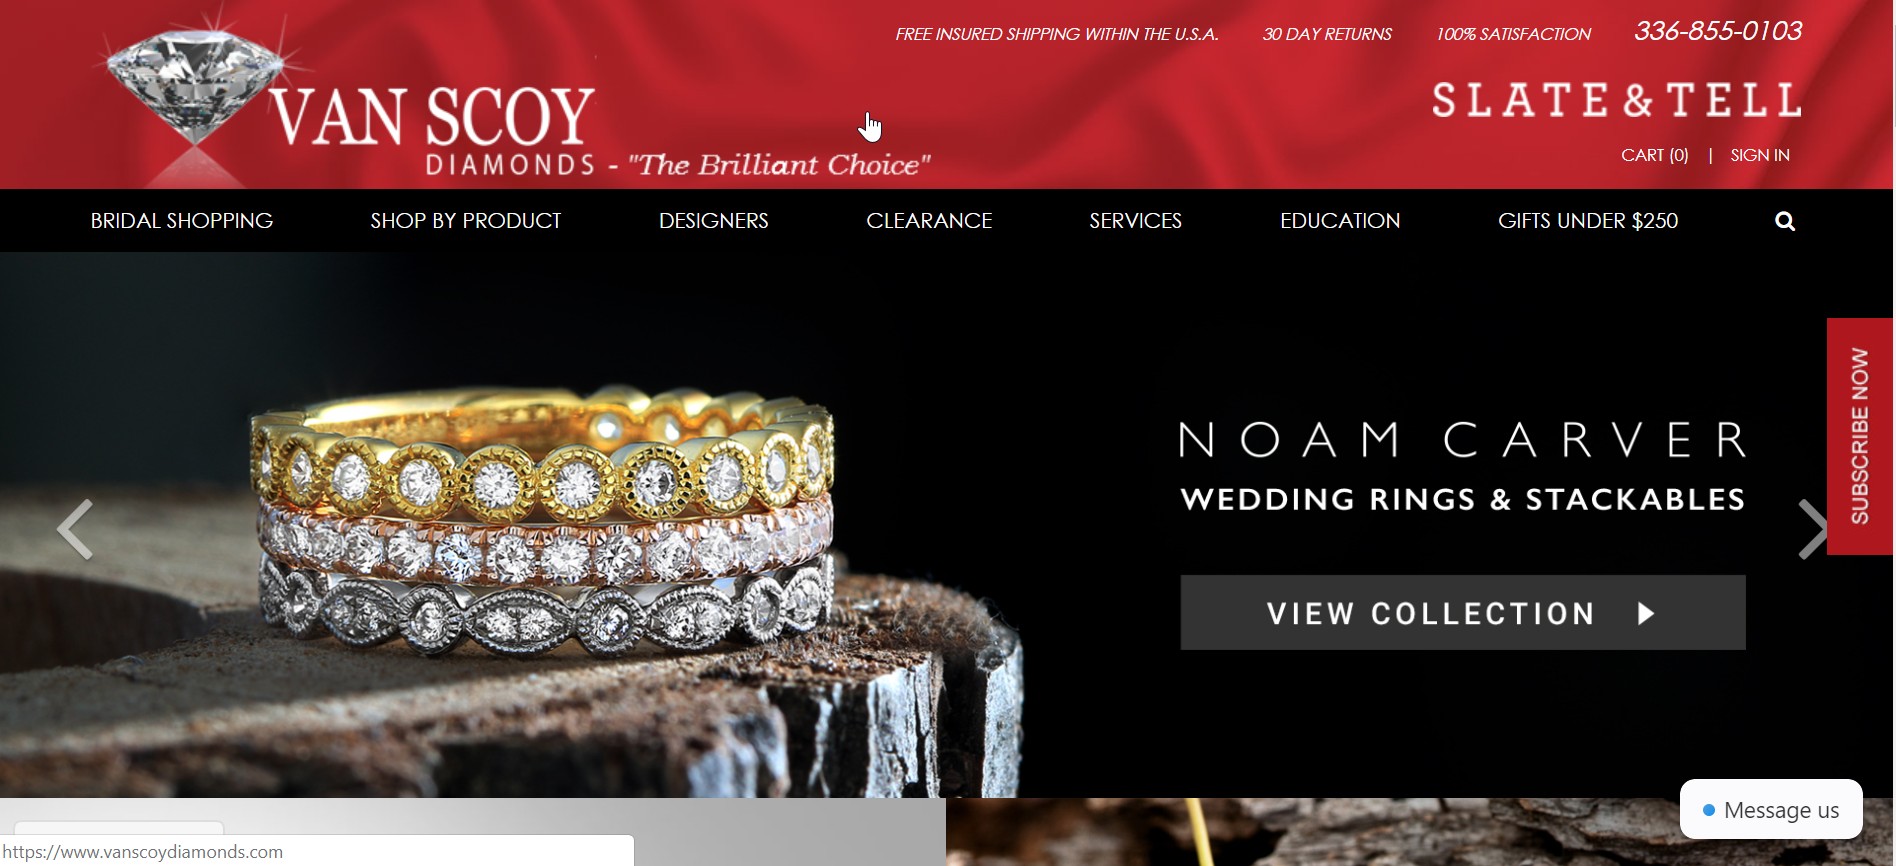 FREE INSURED SHIPPING WITHIN THE U.S.A. 30 DAY RETURNS 100% SATISFACTION 336-855-0103
VAN SCOY
DIAMONDS - "The Brilliant Choice"
SLATE & TELL
CART (0) | SIGN IN
BRIDAL SHOPPING SHOP BY PRODUCT DESIGNERS CLEARANCE SERVICES EDUCATION GIFTS UNDER $250
NOAM CARVER
WEDDING RINGS & STACKABLES
VIEW COLLECTION
SUBSCRIBE NOW
Message us
https://www.vanscoydiamonds.com